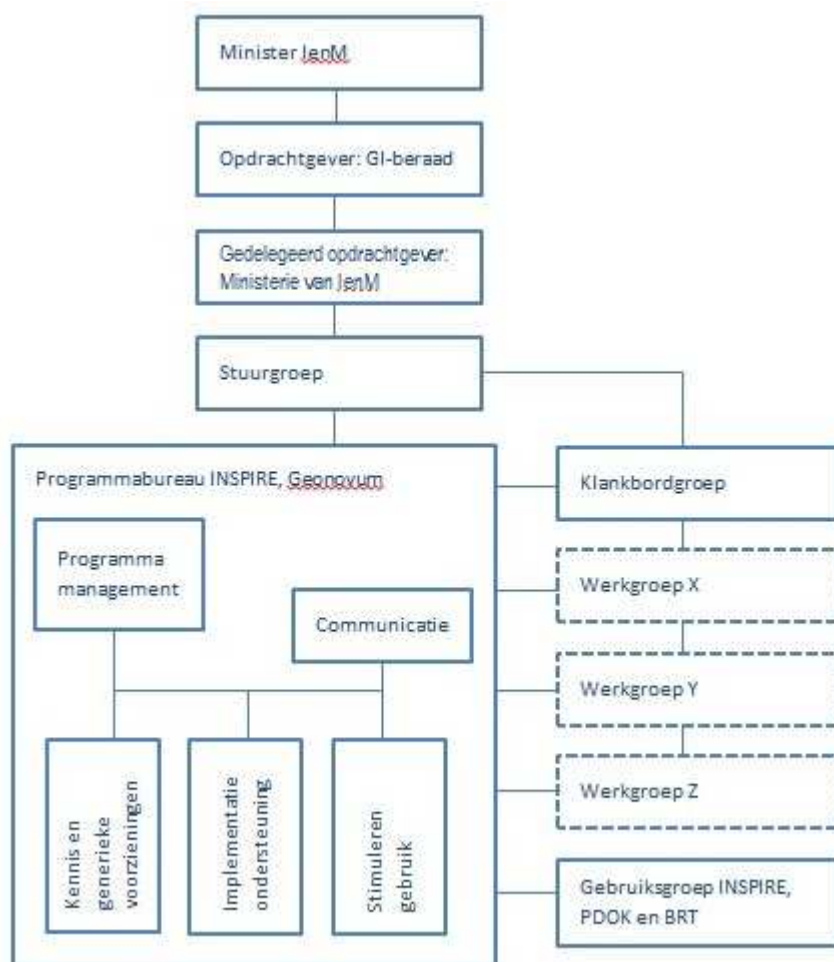 Minister IenM
Opdrachtgever: GI-beraad
Gedelegeerd opdrachtgever:
Ministerie van IenM
Stuurgroep
Programmabureau INSPIRE, Geonovum
Programma
management
Communicatie
Kennis en
generieke
voorzieningen
Implementatie
ondersteuning
Stimuleren
gebruik
Klankbordgroep
Werkgroep X
Werkgroep Y
Werkgroep Z
Gebruiksgroep INSPIRE,
PDOK en BRT